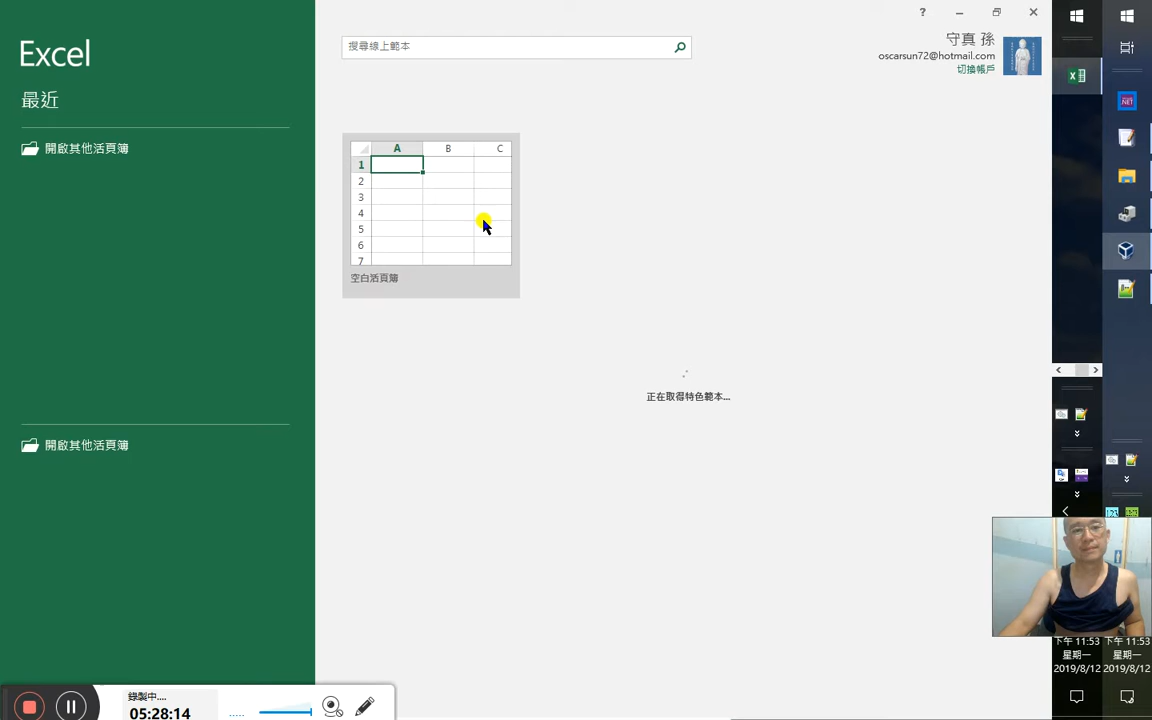 Excel
最近
開啟其他活頁簿
開啟其他活頁簿
搜尋線上範本
?
守真 孫
oscarsun72@hotmail.com
切換帳戶
A B C
1
2
3
4
5
6
7
空白活頁簿
正在取得特色範本...
錄製中....
05:28:14
下午 11:53
星期一
2019/8/12
下午 11:53
星期一
2019/8/12